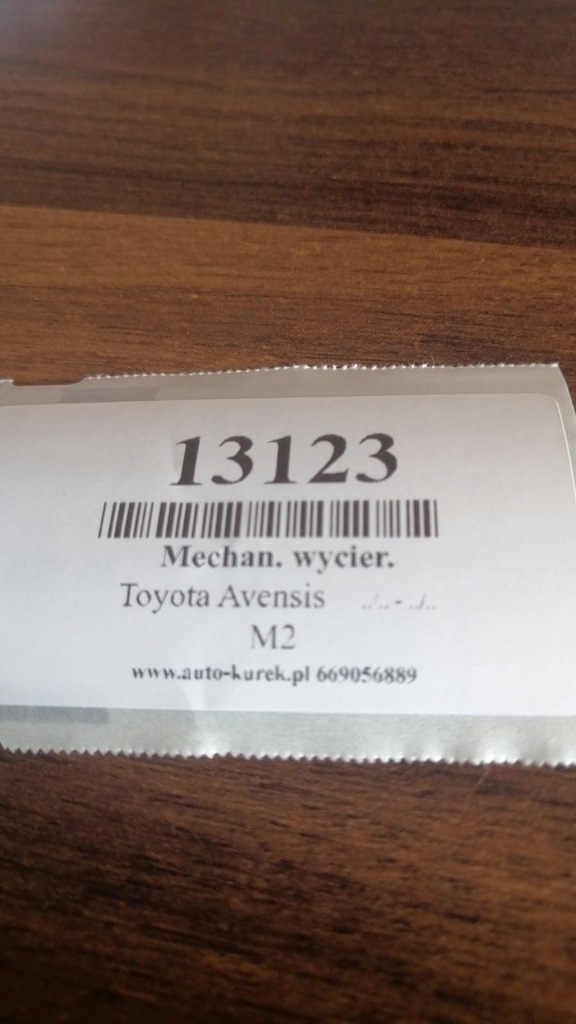 13123
Mechan. wycier.
Toyota Avensis ../.. - ../..
M2
www.auto-kurek.pl 669056889